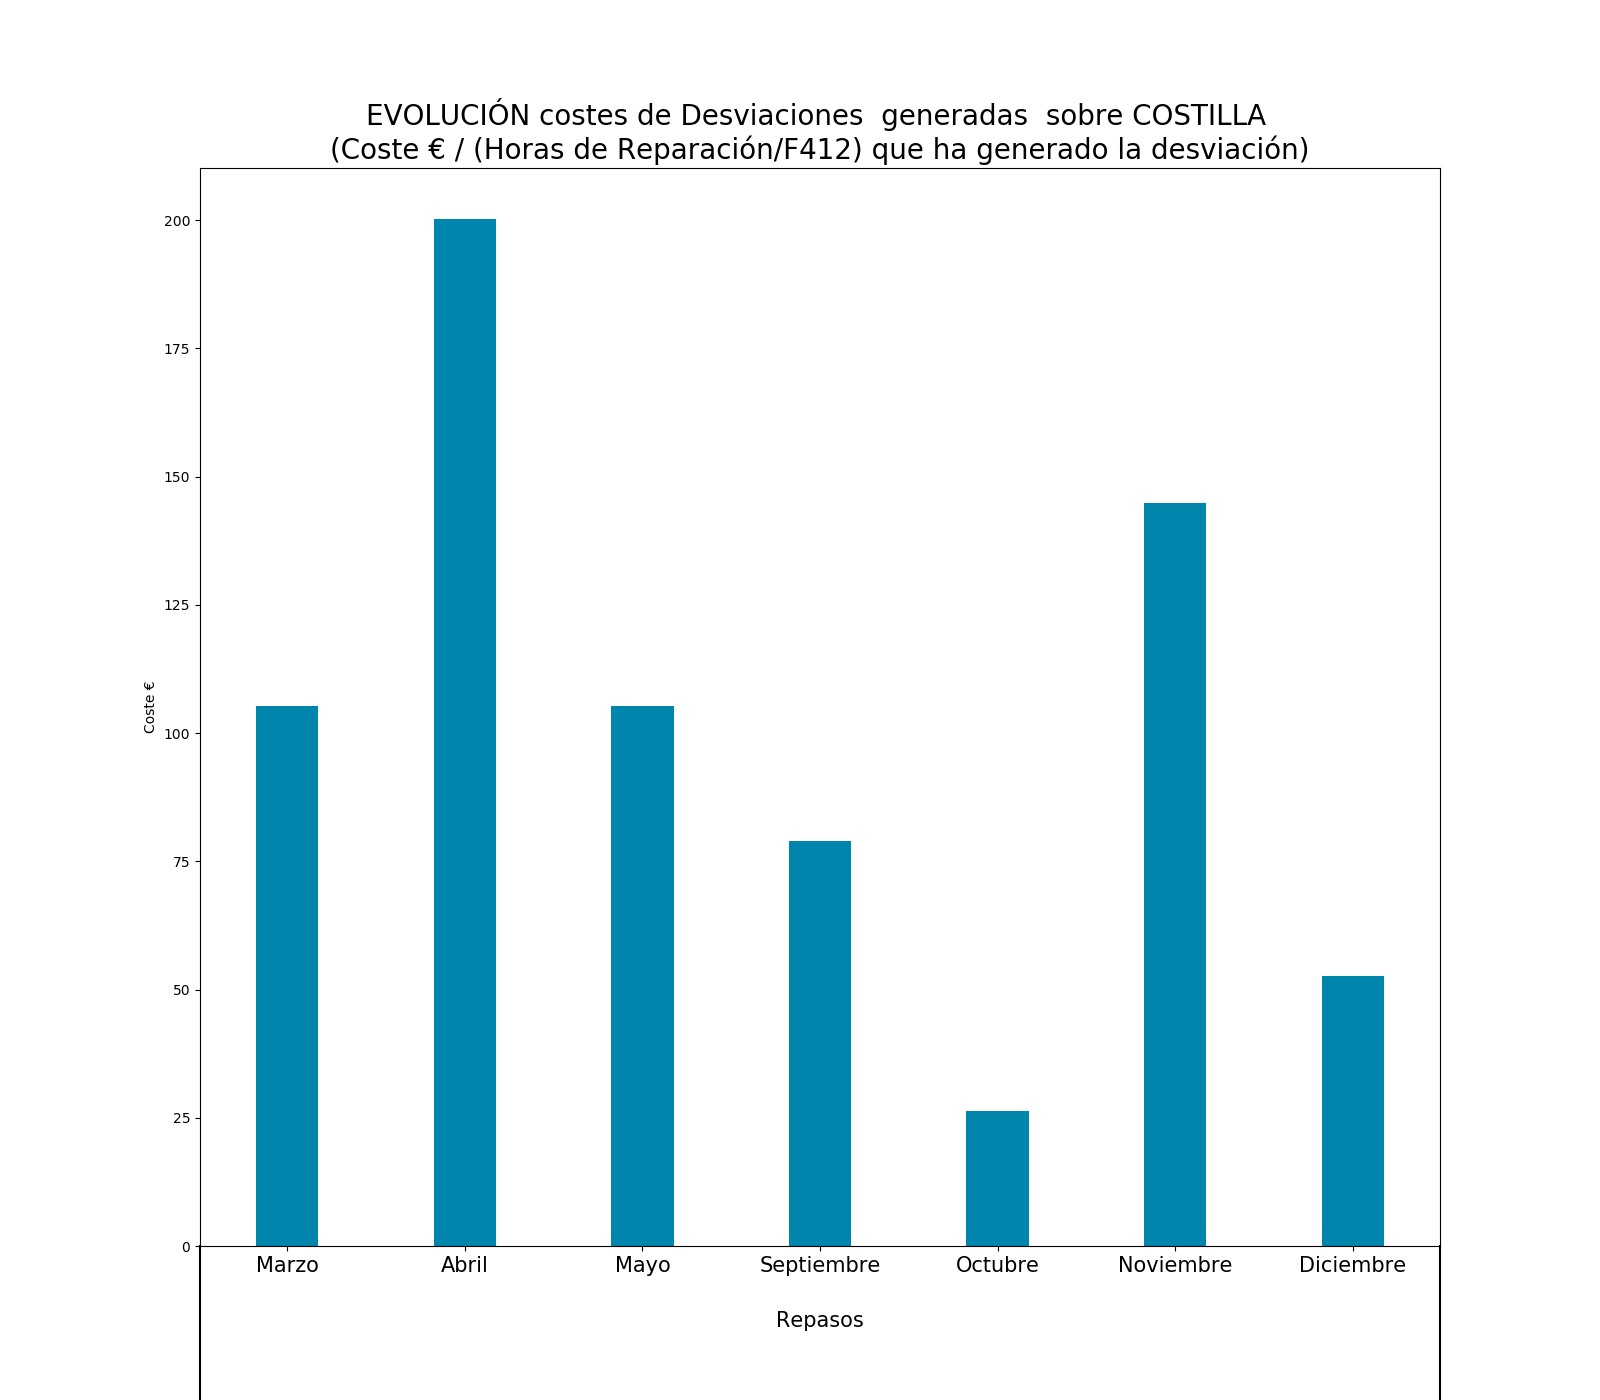 EVOLUCIÓN costes de Desviaciones  generadas  sobre COSTILLA
(Coste € / (Horas de Reparación/F412) que ha generado la desviación)
200
175
150
125
100
75
50
25
0
Coste €
Marzo Abril Mayo Septiembre Octubre Noviembre Diciembre
Repasos